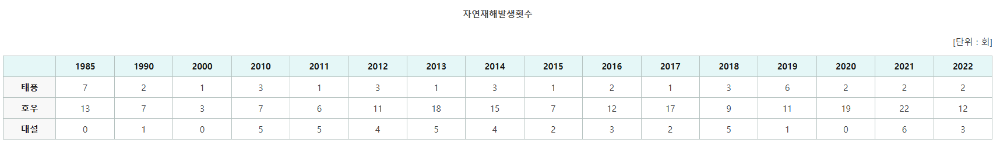 자연재해발생횟수
[단위 : 회]
1985 1990 2000 2010 2011 2012 2013 2014 2015 2016 2017 2018 2019 2020 2021 2022
태풍 7 2 1 3 1 3 1 3 1 2 1 3 6 2 2 2
호우 13 7 3 7 6 11 18 15 7 12 17 9 11 19 22 12
대설 0 1 0 5 5 4 5 4 2 3 2 5 1 0 6 3